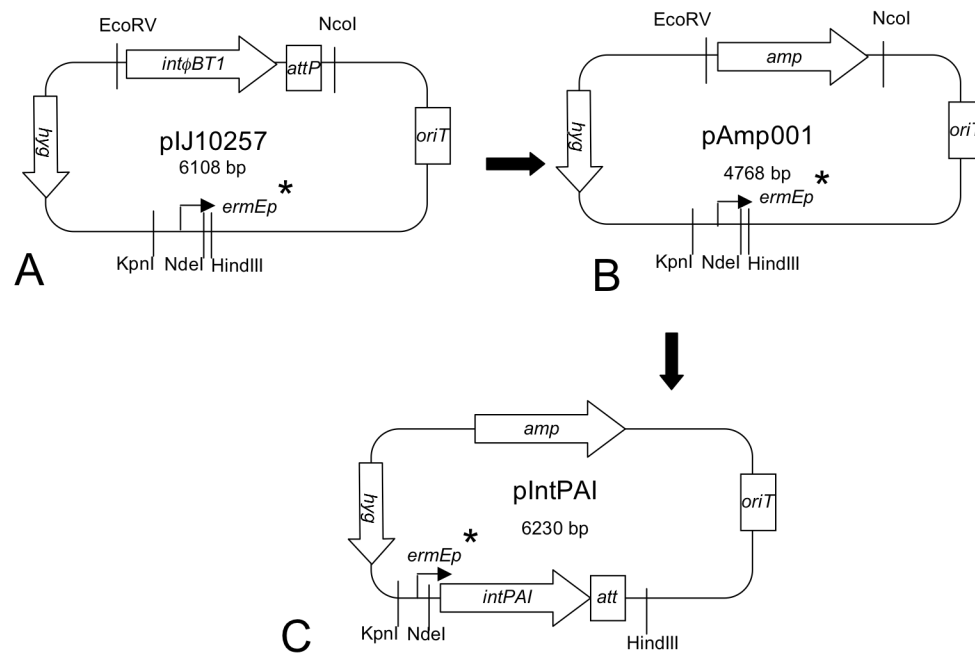 EcoRV
NcoI
intϕBT1
attP
hyg
oriT
pIJ10257
6108 bp
ermEp
*
KpnI
NdeI
HindIII
A
EcoRV
NcoI
amp
hyg
oriT
pAmp001
4768 bp
ermEp
*
KpnI
NdeI
HindIII
B
amp
hyg
oriT
pIntPAI
6230 bp
ermEp
*
intPAI
att
KpnI
NdeI
HindIII
C